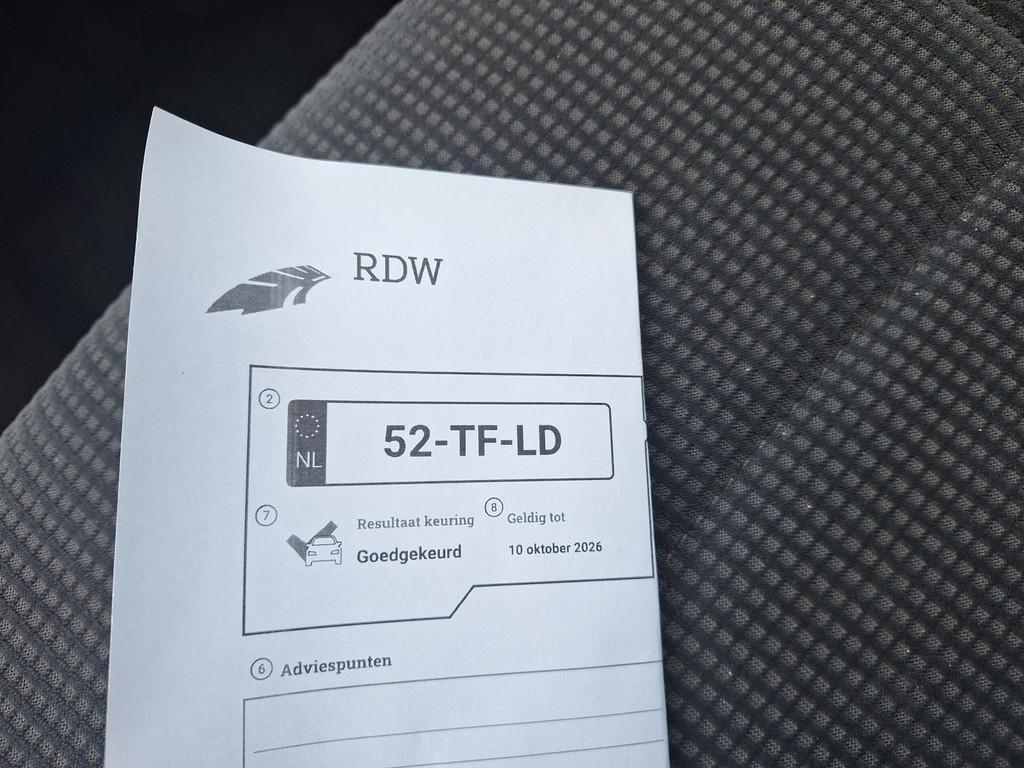 RDW
2
NL
52-TF-LD
7
Resultaat keuring
8
Geldig tot
Goedgekeurd
10 oktober 2026
6 Adviespunten